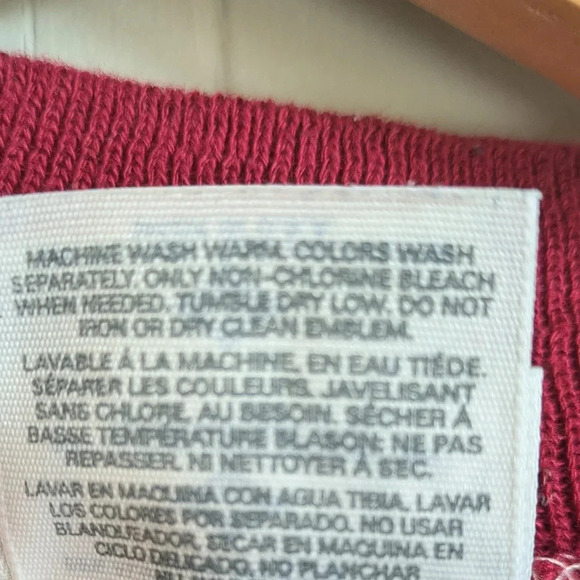 MACHINE WASH WARM. COLORS WASH
SEPARATELY. ONLY NON-CHLORINE BLEACH
WHEN NEEDED. TUMBLE DRY LOW. DO NOT
IRON OR DRY CLEAN EMBLEM.
LAVABLE À LA MACHINE, EN EAU TIÉDE.
SÉPARER LES COULEURS. JAVELISANT
SANS CHLORE, AU BESOIN. SÉCHER À
BASSE TEMPÉRATURE BLASON: NE PAS
REPASSER, NI NETTOYER À SEC.
LAVAR EN MAQUINA CON AGUA TIBIA. LAVAR
LOS COLORES POR SEPARADO. NO USAR
BLANQUEADOR. SECAR EN MAQUINA EN
CICLO DELICADO. NO PLANCHAR